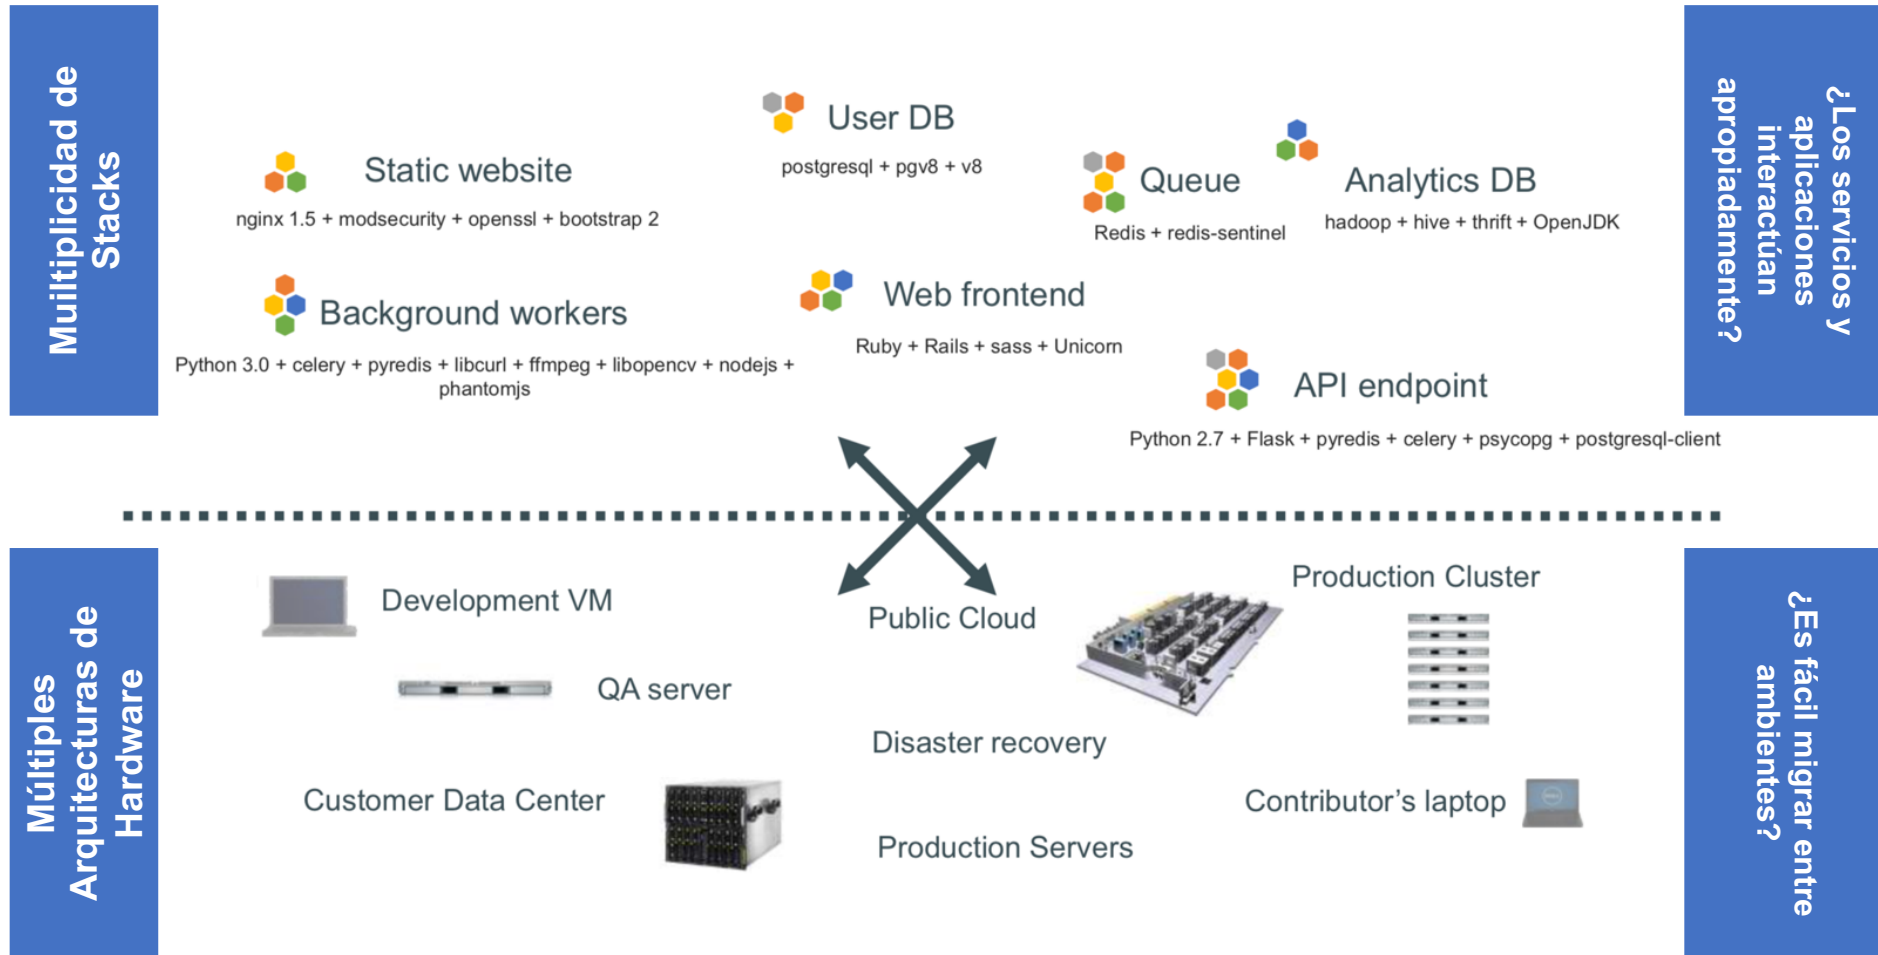 Muiltiplicidad de
Stacks
User DB
postgresql + pgv8 + v8
Static website
nginx 1.5 + modsecurity + openssl + bootstrap 2
Queue
Redis + redis-sentinel
Analytics DB
hadoop + hive + thrift + OpenJDK
Background workers
Python 3.0 + celery + pyredis + libcurl + ffmpeg + libopencv + nodejs +
phantomjs
Web frontend
Ruby + Rails + sass + Unicorn
API endpoint
Python 2.7 + Flask + pyredis + celery + psycopg + postgresql-client
¿Los servicios y
aplicaciones
interactúan
apropiadamente?
Múltiples
Arquitecturas de
Hardware
Development VM
QA server
Customer Data Center
Public Cloud
Disaster recovery
Production Servers
Production Cluster
Contributor’s laptop
¿Es fácil migrar entre
ambientes?